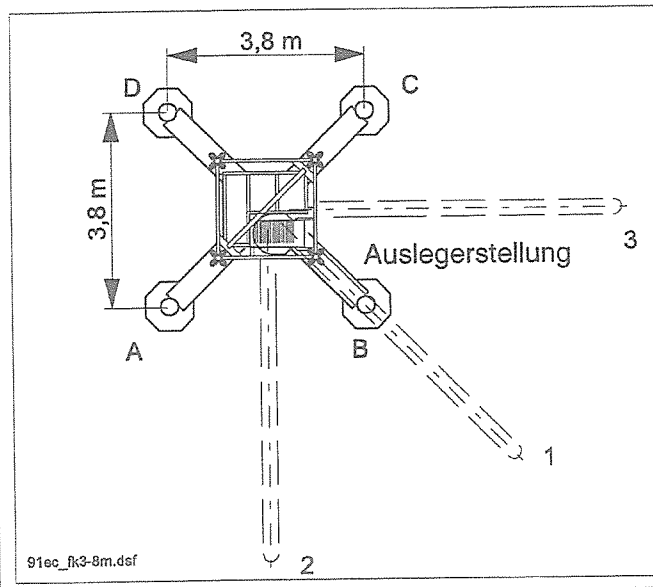 3,8 m
D
C
3,8 m
3
Auslegerstellung
A
B
1
91ec_fk3-8m.dsf
2